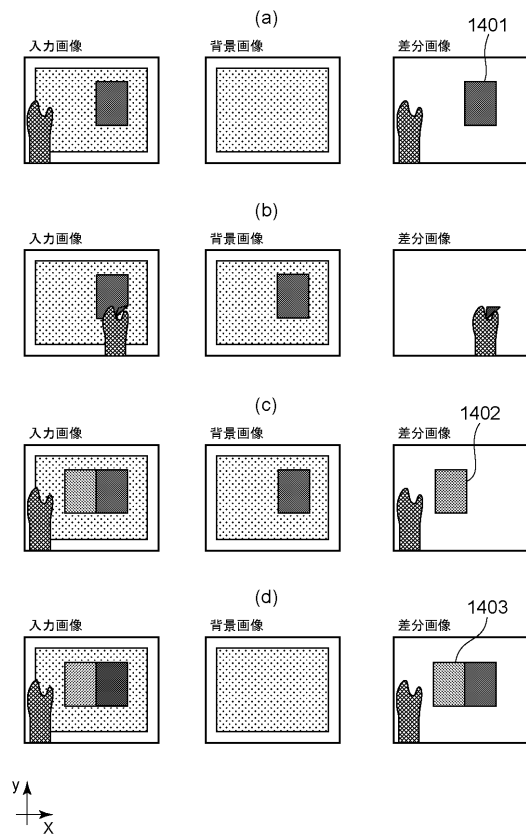 (a)
1401
入力画像 背景画像 差分画像
(b)
入力画像 背景画像 差分画像
(c)
1402
入力画像 背景画像 差分画像
(d)
1403
入力画像 背景画像 差分画像
y
X